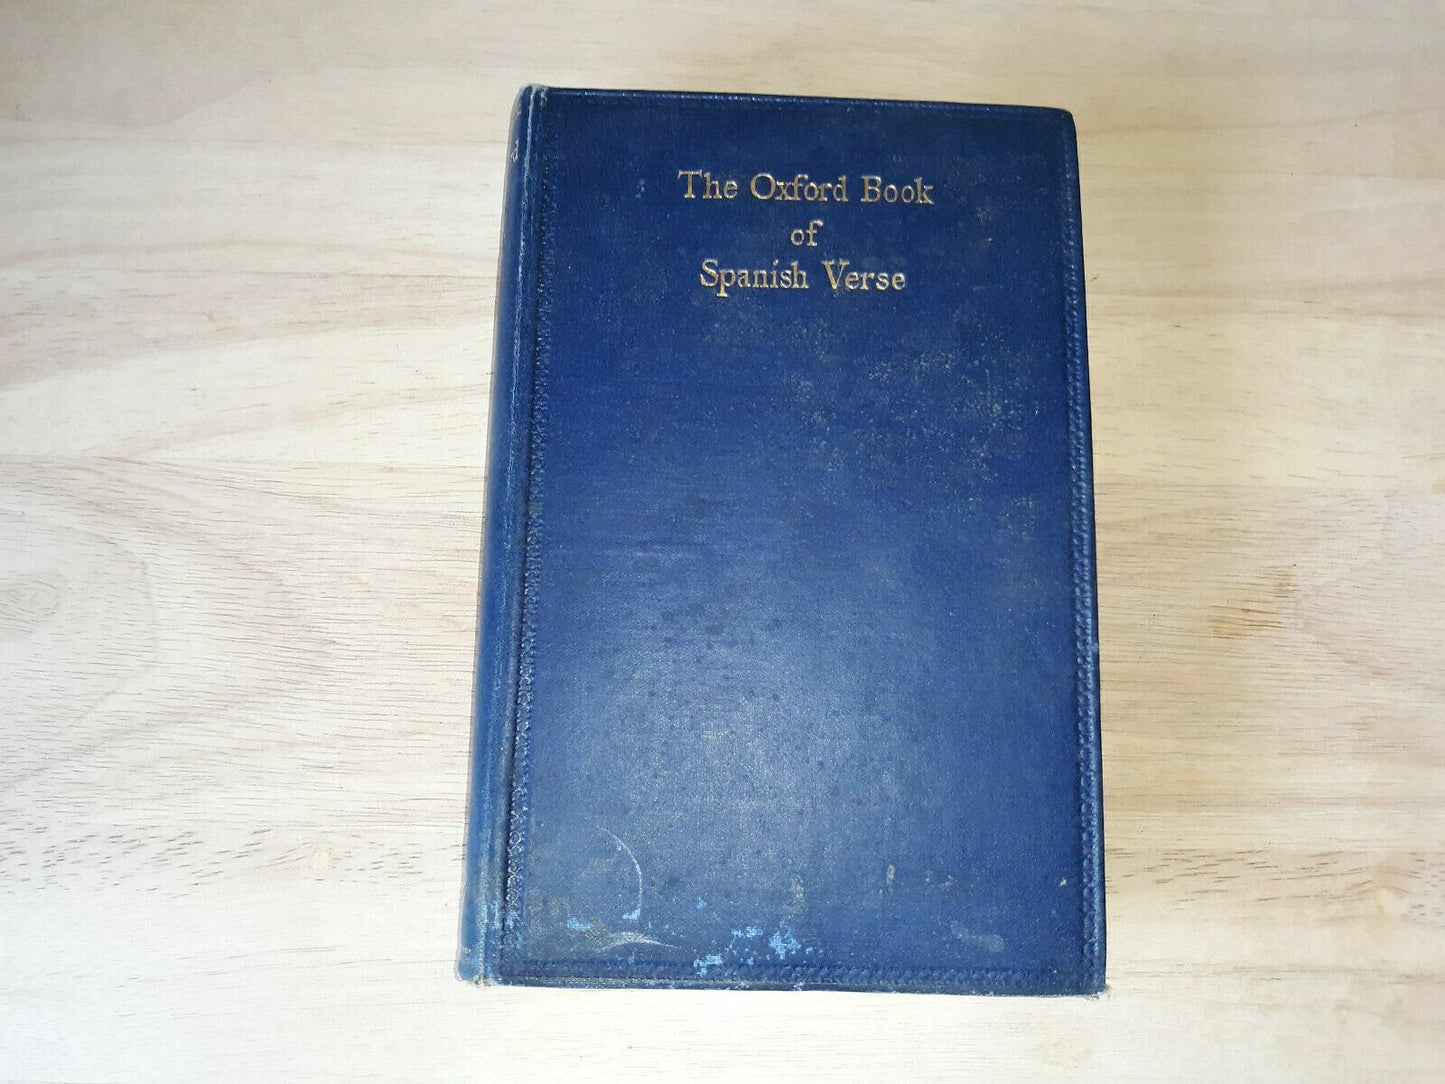 The Oxford Book
of
Spanish Verse